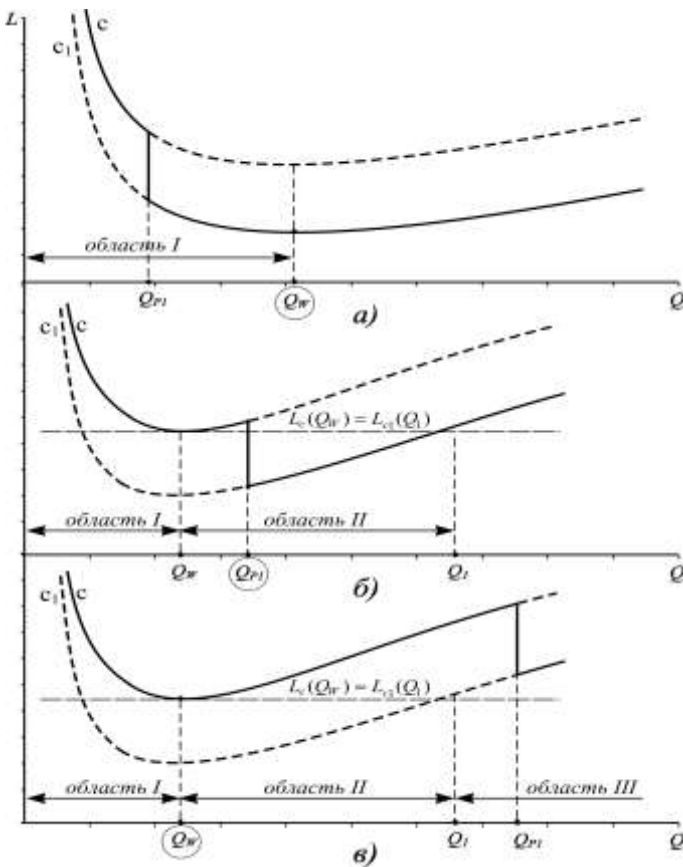 L c
c₁
область I
Q_P1 Q_W Q
а)
c₁ c
L_c(Q_W) = L_c1(Q_1)
область I область II
Q_W Q_P1 Q_1 Q
б)
c₁ c
L_c(Q_W) = L_c1(Q_1)
область I область II область III
Q_W Q_1 Q_P1 Q
в)